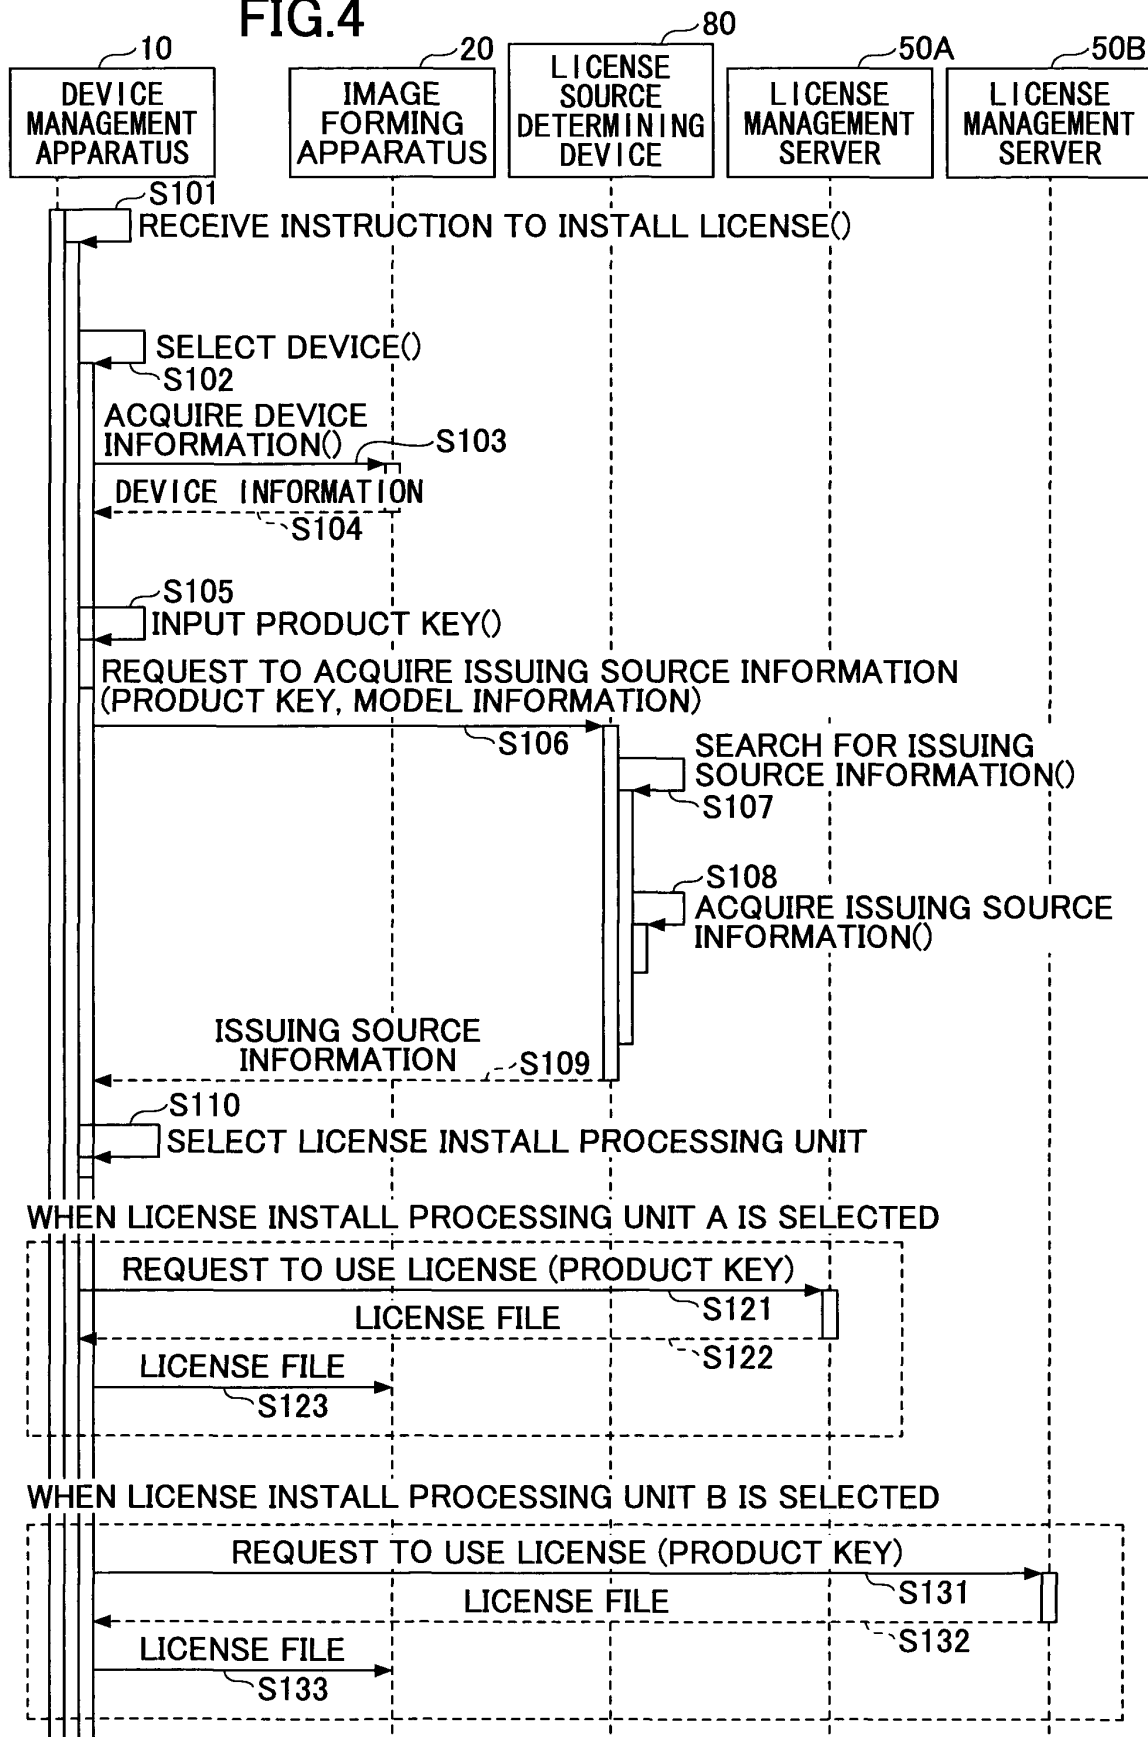 FIG.4
10
DEVICE
MANAGEMENT
APPARATUS
20
IMAGE
FORMING
APPARATUS
80
LICENSE
SOURCE
DETERMINING
DEVICE
50A
LICENSE
MANAGEMENT
SERVER
50B
LICENSE
MANAGEMENT
SERVER
S101
RECEIVE INSTRUCTION TO INSTALL LICENSE()
SELECT DEVICE()
S102
ACQUIRE DEVICE
INFORMATION()
S103
DEVICE INFORMATION
S104
S105
INPUT PRODUCT KEY()
REQUEST TO ACQUIRE ISSUING SOURCE INFORMATION
(PRODUCT KEY, MODEL INFORMATION)
S106
SEARCH FOR ISSUING
SOURCE INFORMATION()
S107
S108
ACQUIRE ISSUING SOURCE
INFORMATION()
ISSUING SOURCE
INFORMATION
S109
S110
SELECT LICENSE INSTALL PROCESSING UNIT
WHEN LICENSE INSTALL PROCESSING UNIT A IS SELECTED
REQUEST TO USE LICENSE (PRODUCT KEY)
S121
LICENSE FILE
S122
LICENSE FILE
S123
WHEN LICENSE INSTALL PROCESSING UNIT B IS SELECTED
REQUEST TO USE LICENSE (PRODUCT KEY)
S131
LICENSE FILE
S132
LICENSE FILE
S133